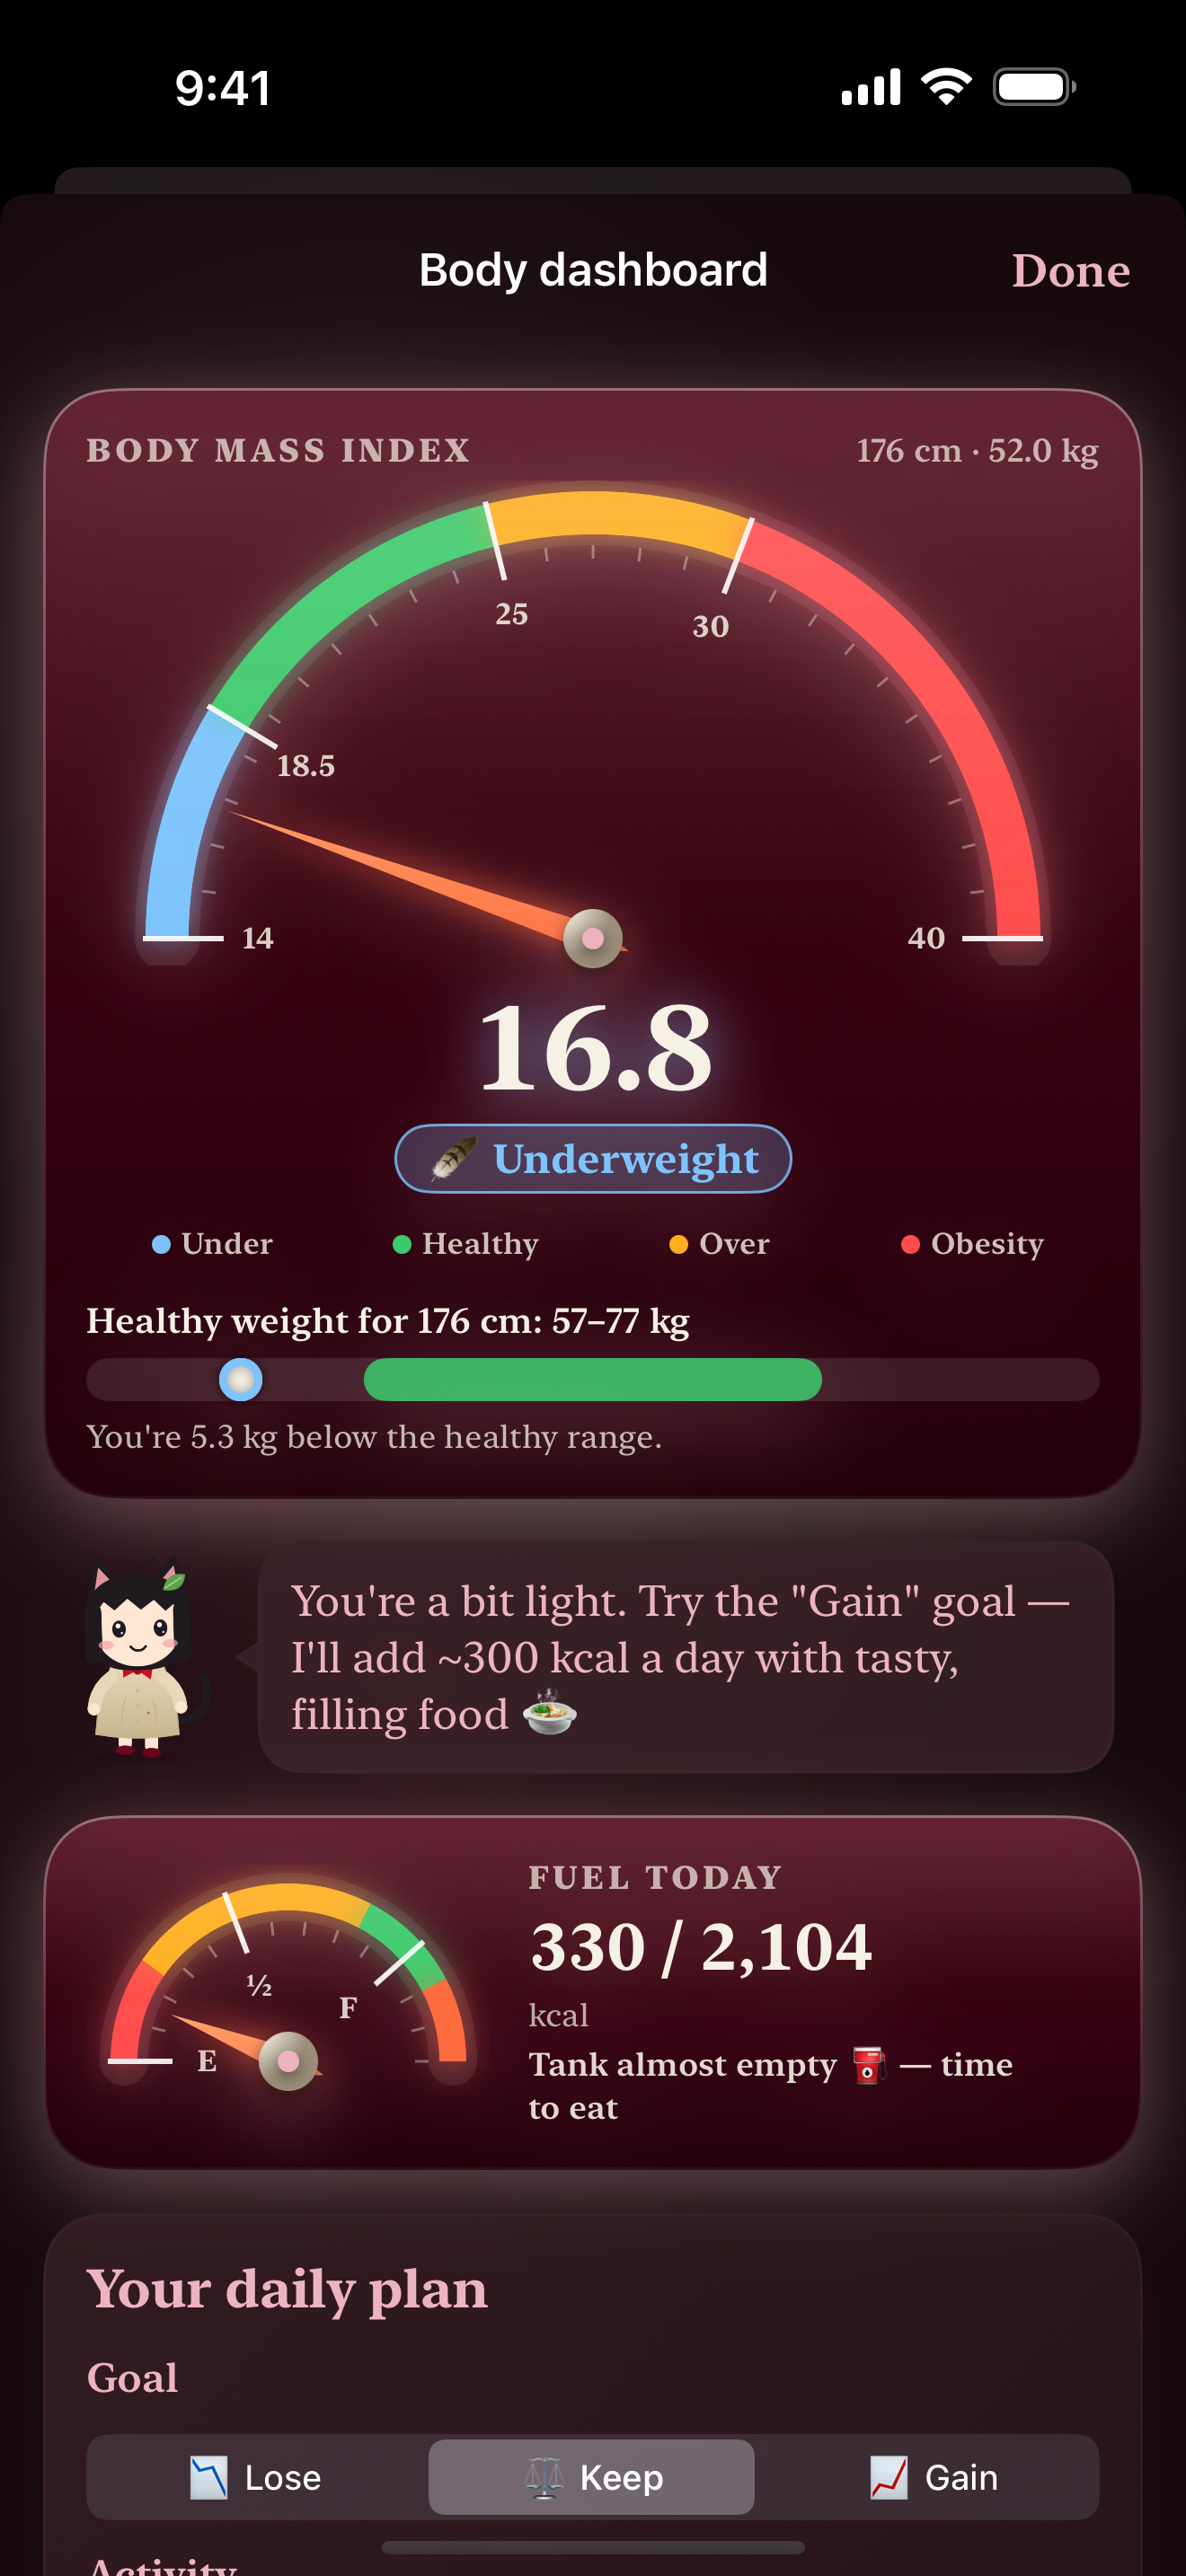 9:41
Body dashboard
Done
BODY MASS INDEX
176 cm · 52.0 kg
25
30
18.5
14
40
16.8
🪶 Underweight
Under
Healthy
Over
Obesity
Healthy weight for 176 cm: 57–77 kg
You're 5.3 kg below the healthy range.
You're a bit light. Try the "Gain" goal —
I'll add ~300 kcal a day with tasty,
filling food 🍲
½
F
E
FUEL TODAY
330 / 2,104
kcal
Tank almost empty ⛽ — time
to eat
Your daily plan
Goal
📉 Lose
⚖️ Keep
📈 Gain
Activity